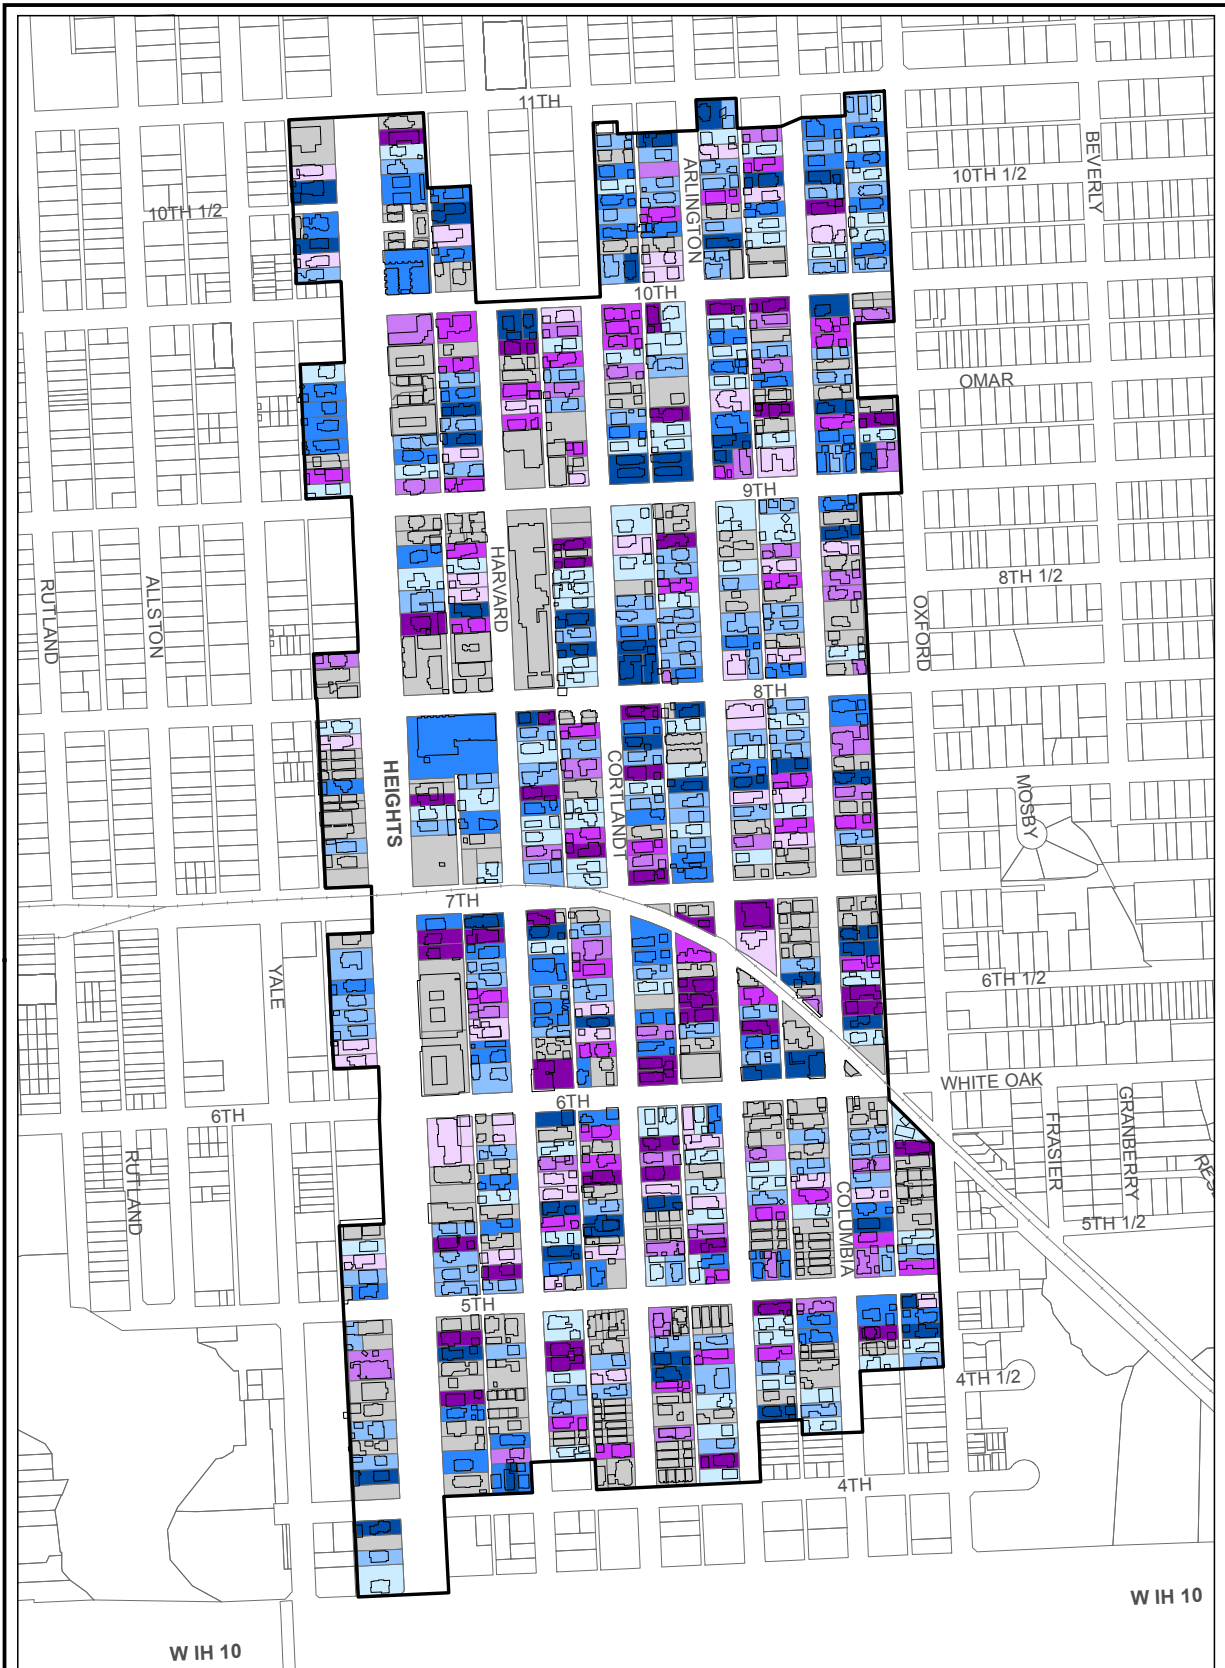 11TH
BEVERLY
ARLINGTON
10TH 1/2
10TH 1/2
10TH
OMAR
9TH
HARVARD
8TH 1/2
RUTLAND
ALLSTON
OXFORD
8TH
CORTLANDT
HEIGHTS
MOSBY
7TH
YALE
6TH 1/2
WHITE OAK
6TH
FRASIER
GRANBERRY
RUTLAND
COLUMBIA
5TH 1/2
5TH
4TH 1/2
4TH
W IH 10
W IH 10